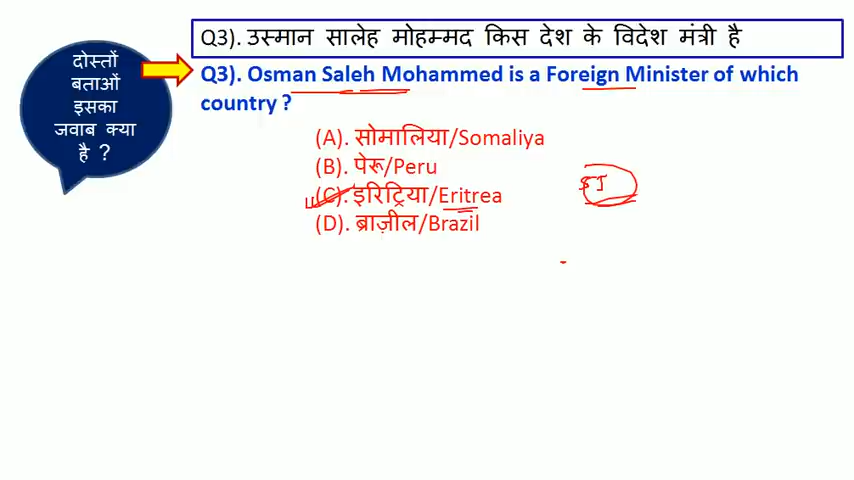 दोस्तों
बताओं
इसका
जवाब क्या
है ?
Q3). उस्मान सालेह मोहम्मद किस देश के विदेश मंत्री है
Q3). Osman Saleh Mohammed is a Foreign Minister of which
country ?
(A). सोमालिया/Somaliya
(B). पेरू/Peru
(C). इरिट्रिया/Eritrea
(D). ब्राज़ील/Brazil